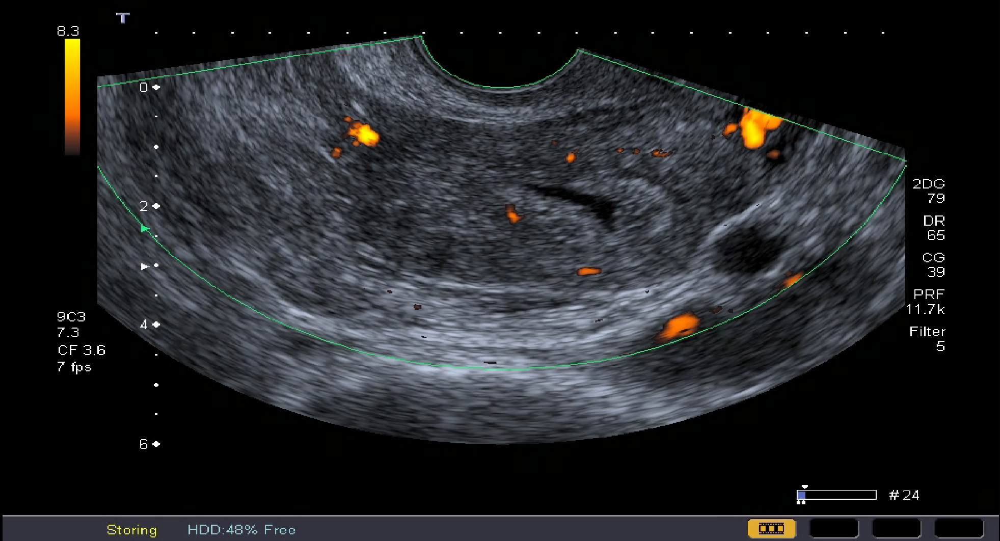 T
8.3
0
2
4
6
2DG
79
DR
65
CG
39
PRF
11.7k
Filter
5
9C3
7.3
CF 3.6
7 fps
#24
Storing HDD:48% Free